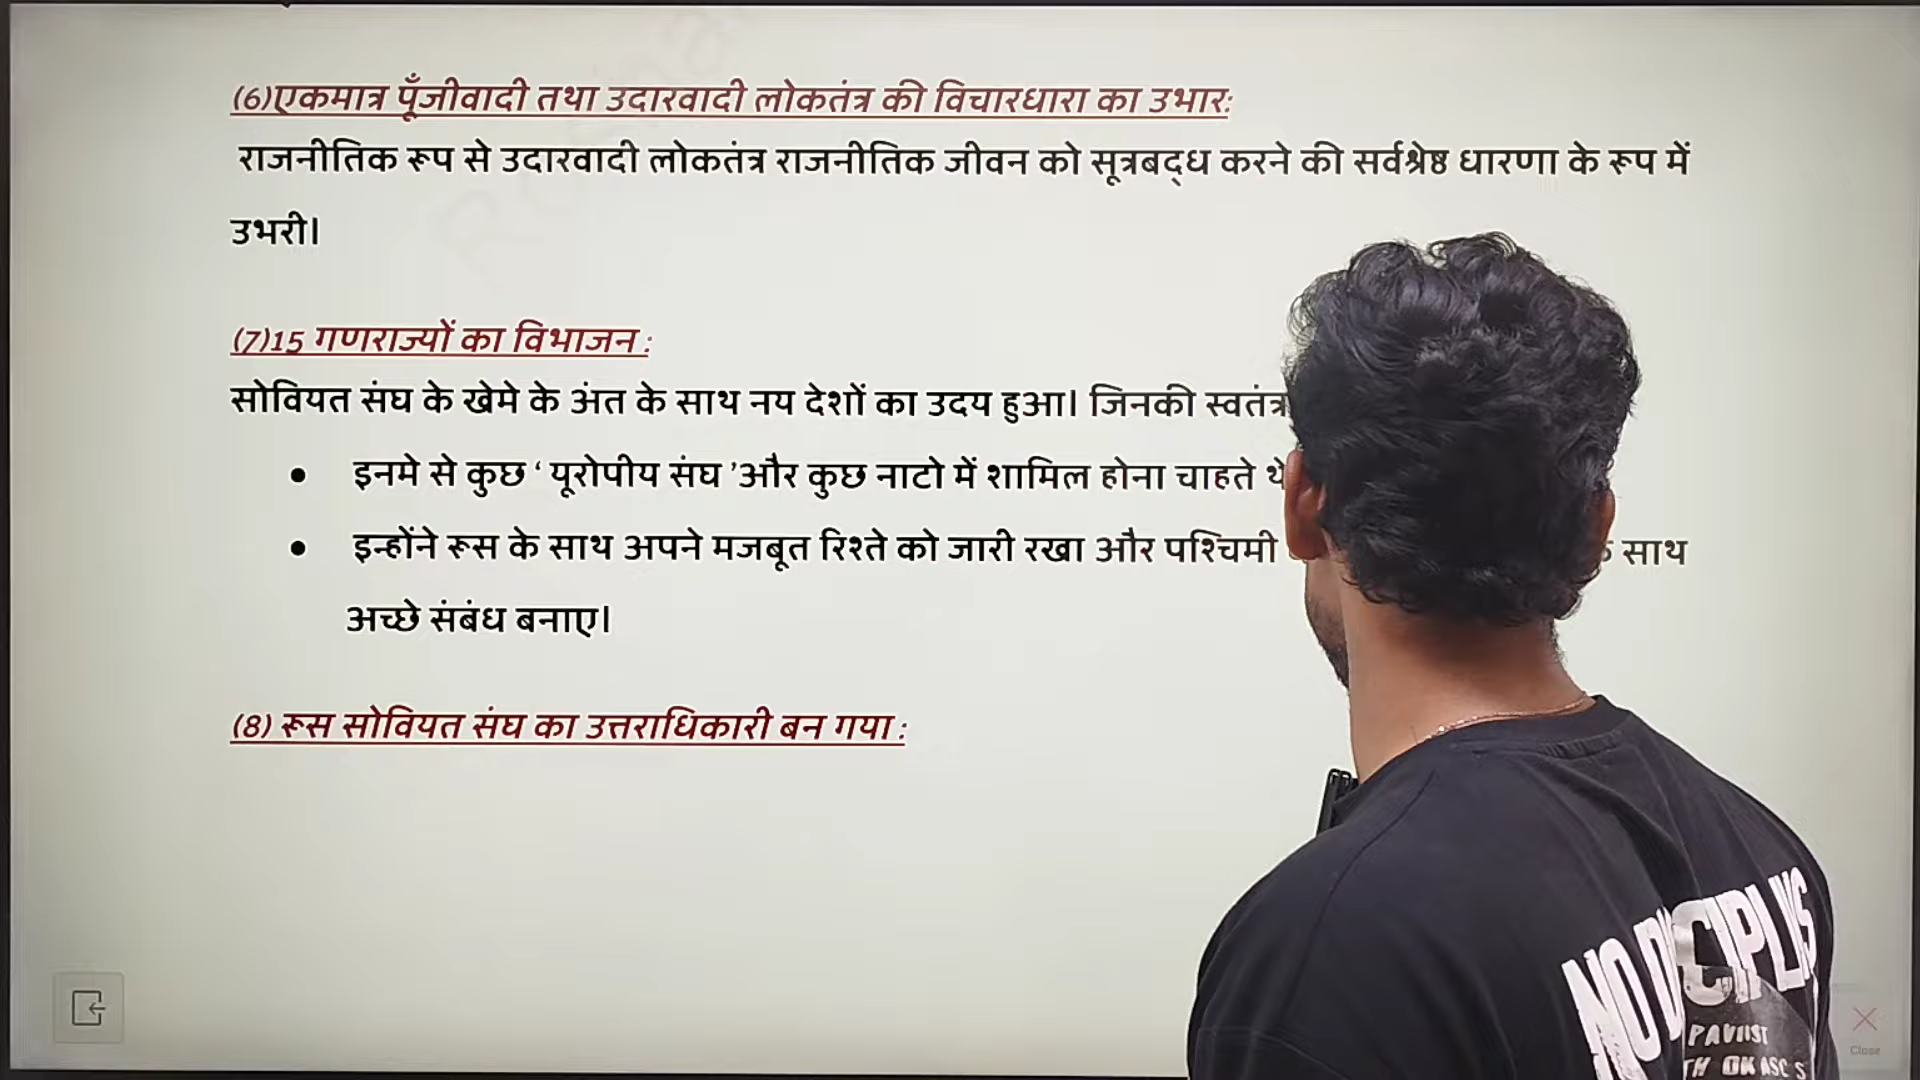 (6)एकमात्र पूँजीवादी तथा उदारवादी लोकतंत्र की विचारधारा का उभार:
राजनीतिक रूप से उदारवादी लोकतंत्र राजनीतिक जीवन को सूत्रबद्ध करने की सर्वश्रेष्ठ धारणा के रूप में
उभरी।
(7)15 गणराज्यों का विभाजन :
सोवियत संघ के खेमे के अंत के साथ नय देशों का उदय हुआ। जिनकी
• इनमे से कुछ ‘ यूरोपीय संघ ’और कुछ नाटो में शामिल होना चाहते
• इन्होंने रूस के साथ अपने मजबूत रिश्ते को जारी रखा और पश्चिमी साथ
अच्छे संबंध बनाए।
(8) रूस सोवियत संघ का उत्तराधिकारी बन गया :
NO
Close